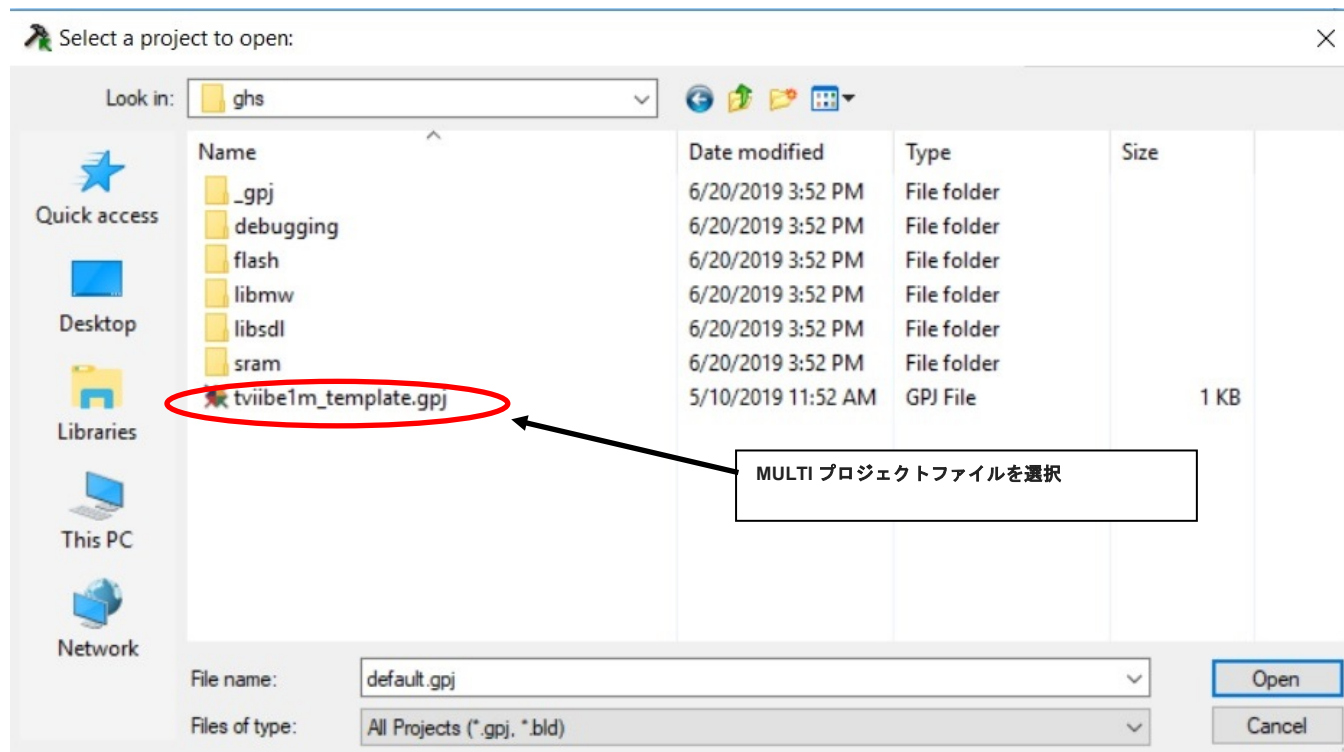 Select a project to open:
Look in: ghs
Name Date modified Type Size
_gpj 6/20/2019 3:52 PM File folder
debugging 6/20/2019 3:52 PM File folder
flash 6/20/2019 3:52 PM File folder
libmw 6/20/2019 3:52 PM File folder
libsdl 6/20/2019 3:52 PM File folder
sram 6/20/2019 3:52 PM File folder
tviibe1m_template.gpj 5/10/2019 11:52 AM GPJ File 1 KB
Quick access
Desktop
Libraries
This PC
Network
MULTI プロジェクトファイルを選択
File name: default.gpj Open
Files of type: All Projects (*.gpj, *.bld) Cancel